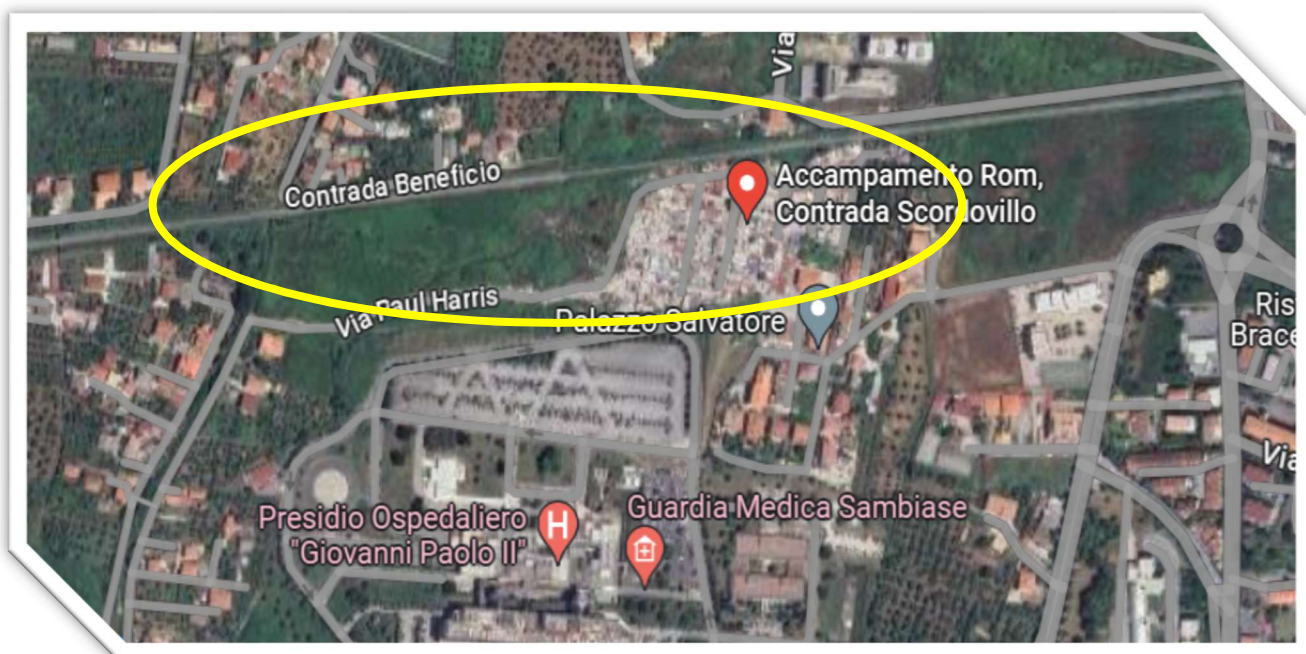 Via
Contrada Beneficio
Accampamento Rom,
Contrada Scordovillo
Via Paul Harris
Palazzo Salvatore
Ris
Brace
Via
Presidio Ospedaliero
"Giovanni Paolo II"
H
Guardia Medica Sambiase